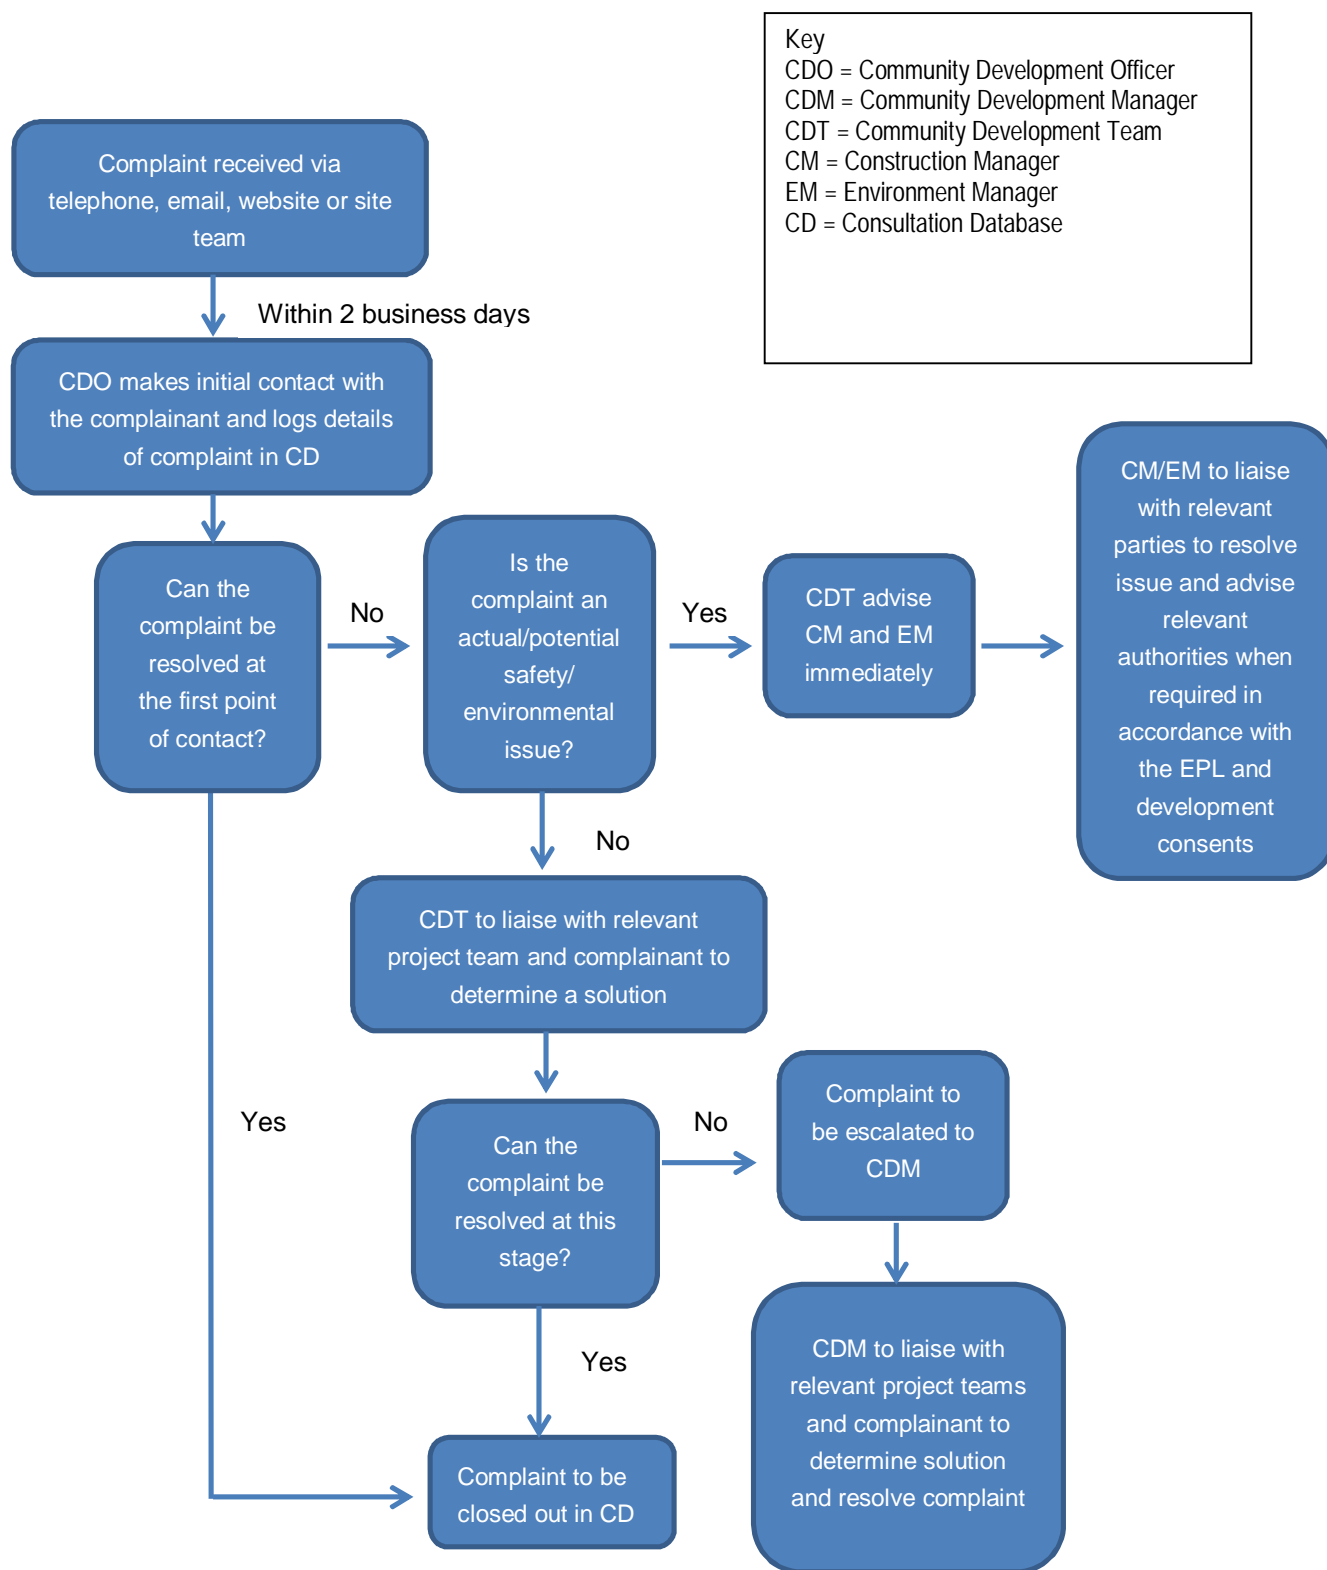 Key
CDO = Community Development Officer
CDM = Community Development Manager
CDT = Community Development Team
CM = Construction Manager
EM = Environment Manager
CD = Consultation Database
Complaint received via
telephone, email, website or site
team
Within 2 business days
CDO makes initial contact with
the complainant and logs details
of complaint in CD
Can the
complaint be
resolved at
the first point
of contact?
No
Is the
complaint an
actual/potential
safety/
environmental
issue?
Yes
CDT advise
CM and EM
immediately
CM/EM to liaise
with relevant
parties to resolve
issue and advise
relevant
authorities when
required in
accordance with
the EPL and
development
consents
No
CDT to liaise with relevant
project team and complainant to
determine a solution
Yes
Can the
complaint be
resolved at this
stage?
No
Complaint to
be escalated to
CDM
Yes
CDM to liaise with
relevant project teams
and complainant to
determine solution
and resolve complaint
Complaint to be
closed out in CD